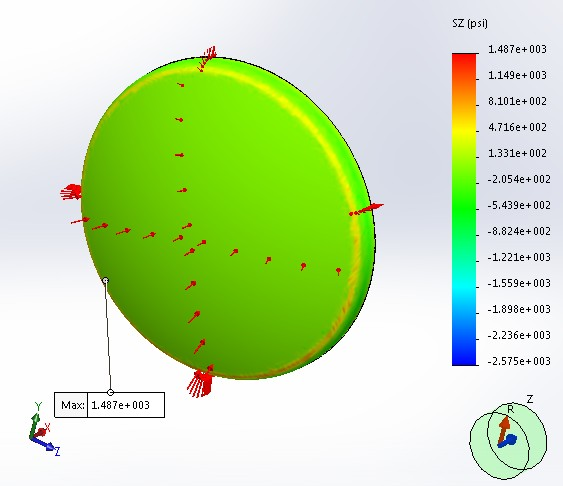 SZ (psi)
1.487e+003
1.149e+003
8.101e+002
4.716e+002
1.331e+002
-2.054e+002
-5.439e+002
-8.824e+002
-1.221e+003
-1.559e+003
-1.898e+003
-2.236e+003
-2.575e+003
Max: 1.487e+003
Y
X
Z
Z
R